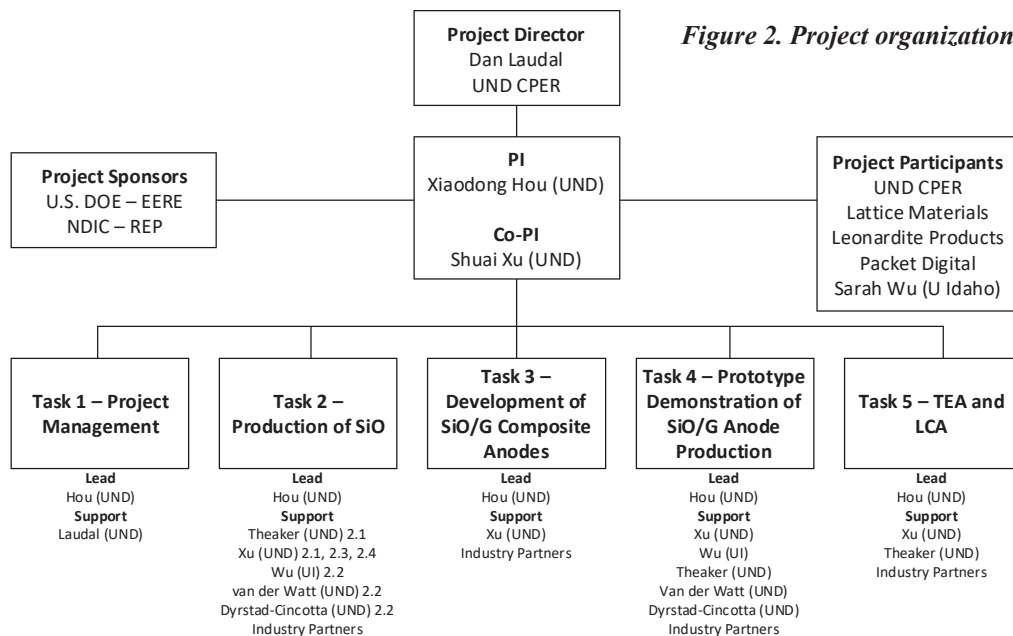 Project Director
Dan Laudal
UND CPER
Figure 2. Project organization
PI
Xiaodong Hou (UND)
Co-PI
Shuai Xu (UND)
Project Sponsors
U.S. DOE – EERE
NDIC – REP
Project Participants
UND CPER
Lattice Materials
Leonardite Products
Packet Digital
Sarah Wu (U Idaho)
Task 1 – Project
Management
Lead
Hou (UND)
Support
Laudal (UND)
Task 2 –
Production of SiO
Lead
Hou (UND)
Support
Theaker (UND) 2.1
Xu (UND) 2.1, 2.3, 2.4
Wu (UI) 2.2
van der Watt (UND) 2.2
Dyrstad-Cincotta (UND) 2.2
Industry Partners
Task 3 –
Development of
SiO/G Composite
Anodes
Lead
Hou (UND)
Support
Xu (UND)
Industry Partners
Task 4 – Prototype
Demonstration of
SiO/G Anode
Production
Lead
Hou (UND)
Support
Xu (UND)
Wu (UI)
Theaker (UND)
Van der Watt (UND)
Dyrstad-Cincotta (UND)
Industry Partners
Task 5 – TEA and
LCA
Lead
Hou (UND)
Support
Xu (UND)
Theaker (UND)
Industry Partners